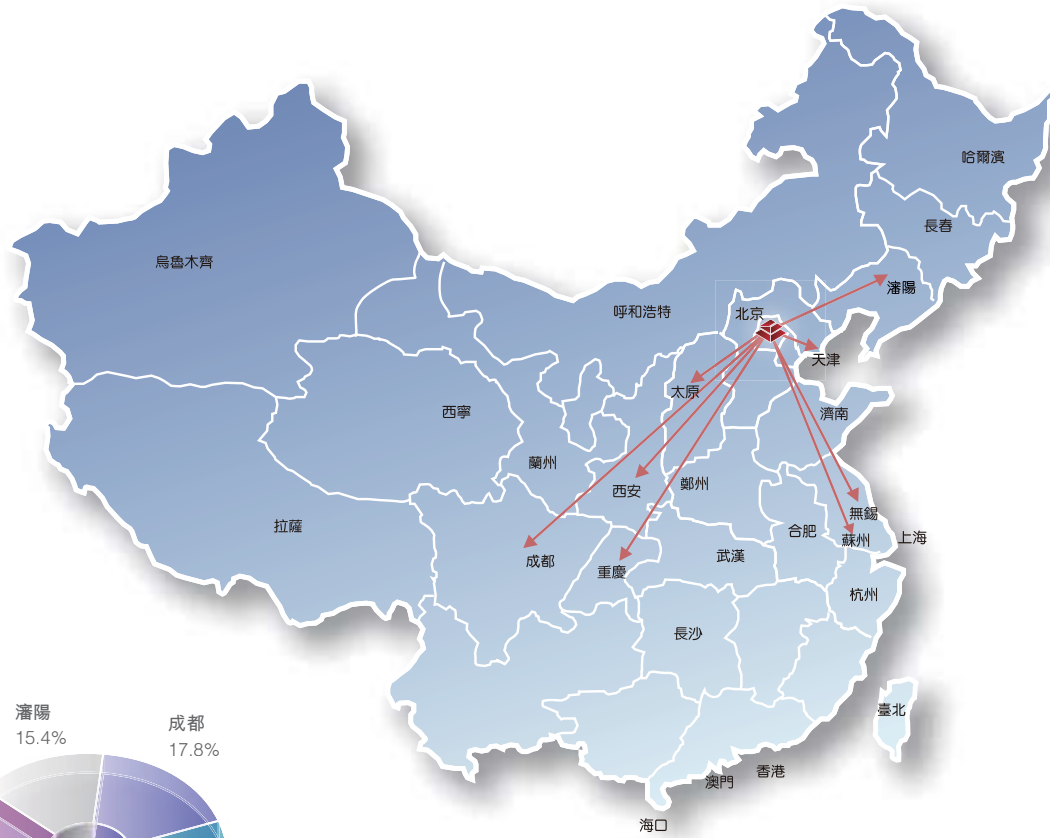 哈爾濱
長春
烏魯木齊
瀋陽
呼和浩特
北京
天津
太原
西寧
濟南
蘭州
西安
鄭州
無錫
拉薩
合肥
蘇州
上海
成都
重慶
武漢
杭州
長沙
臺北
香港
澳門
海口
瀋陽
15.4%
成都
17.8%